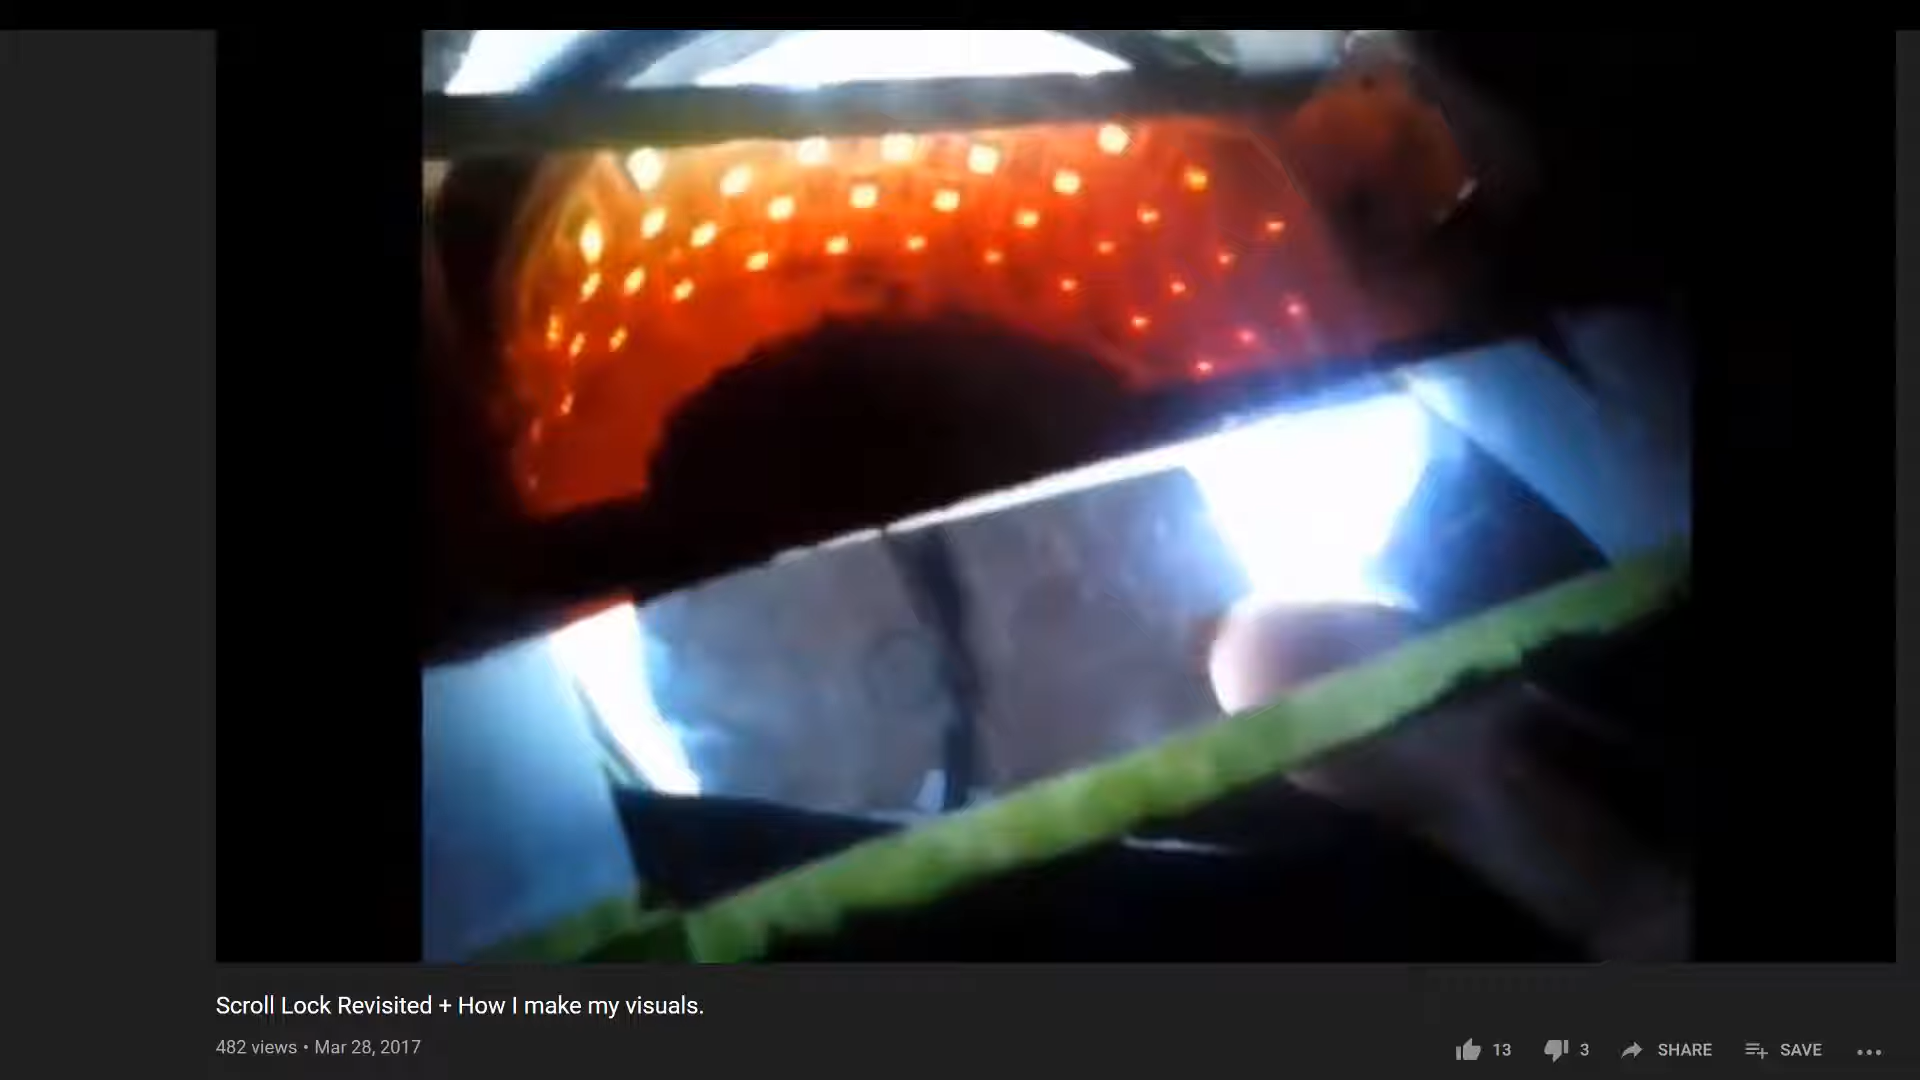 Scroll Lock Revisited + How I make my visuals.
482 views • Mar 28, 2017
13
3
SHARE
SAVE